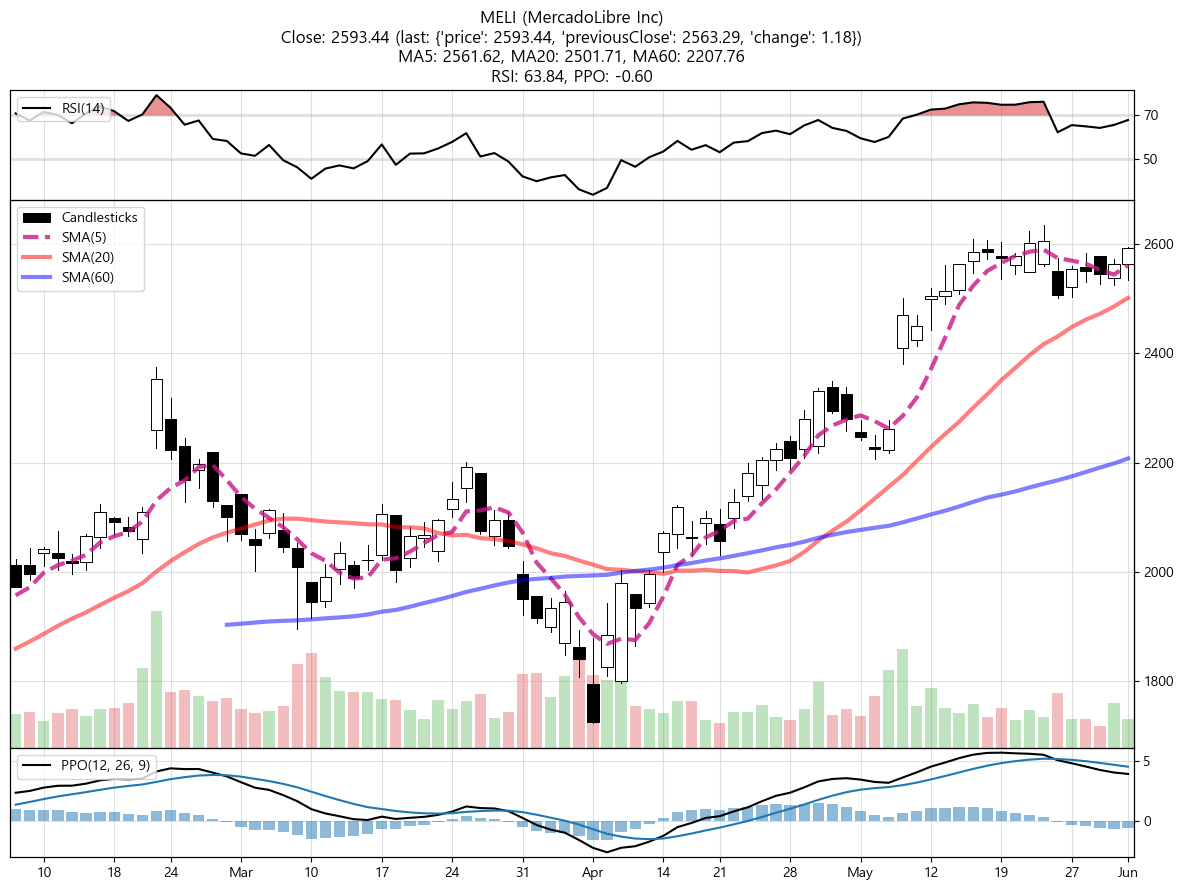 MELI (MercadoLibre Inc)
Close: 2593.44 (last: {'price': 2593.44, 'previousClose': 2563.29, 'change': 1.18})
MA5: 2561.62, MA20: 2501.71, MA60: 2207.76
RSI: 63.84, PPO: -0.60
RSI(14)
70
50
Candlesticks
SMA(5)
SMA(20)
SMA(60)
2600
2400
2200
2000
1800
PPO(12, 26, 9)
5
0
10 18 24 Mar 10 17 24 31 Apr 14 21 28 May 12 19 27 Jun